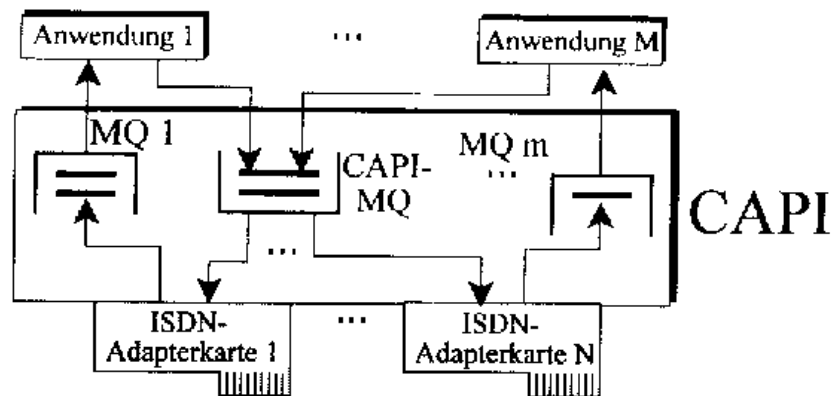 Anwendung 1
...
Anwendung M
MQ 1
CAPI-
MQ
MQ m
...
CAPI
...
ISDN-
Adapterkarte 1
...
ISDN-
Adapterkarte N